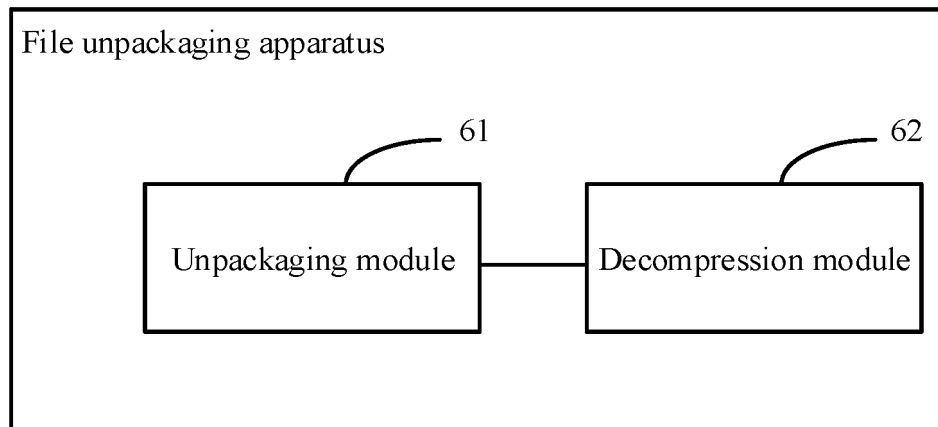 File unpackaging apparatus
61
62
Unpackaging module
Decompression module